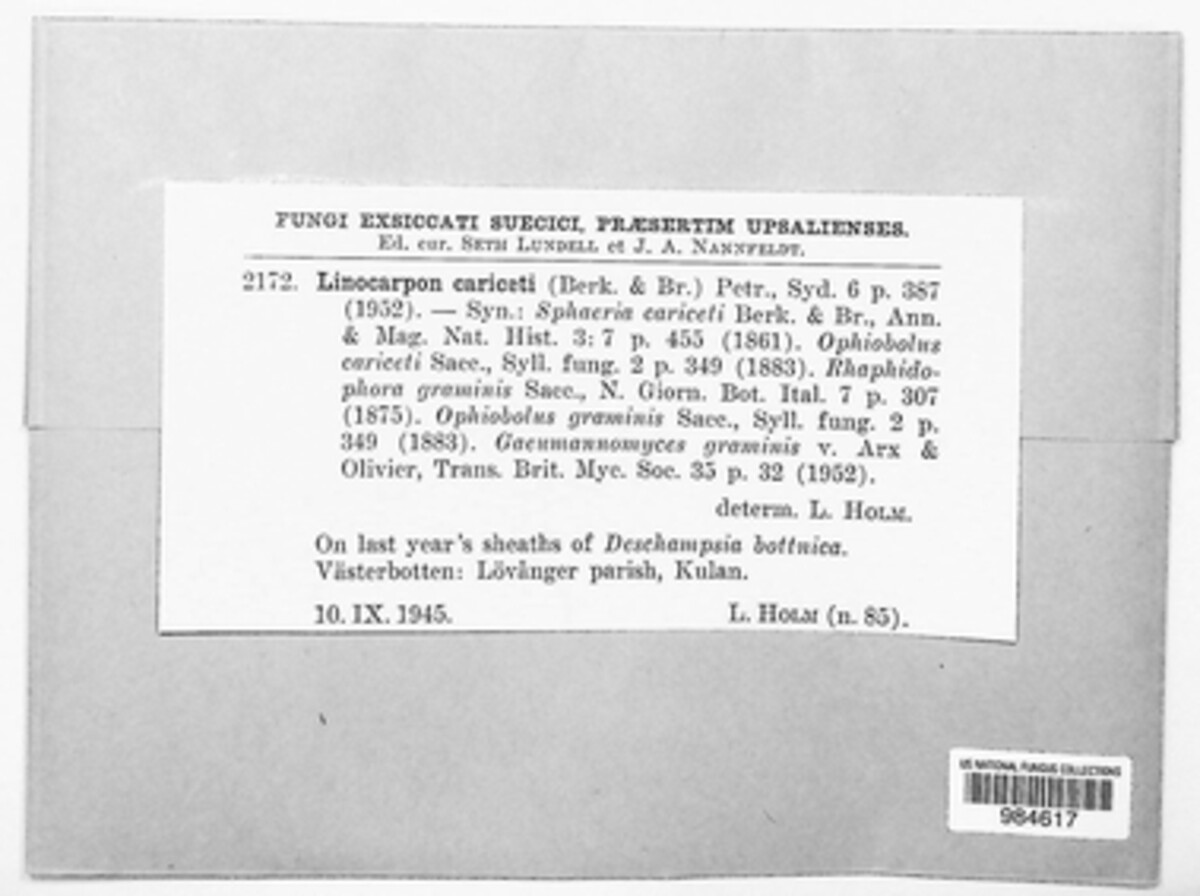 FUNGI EXSICCATI SUECICI, PRÆSERTIM UPSALIENSES.
Ed. cur. SETH LUNDELL et J. A. NANNFELDT.
2172. Linocarpon cariceti (Berk. & Br.) Petr., Syd. 6 p. 387
(1952). — Syn.: Sphaeria cariceti Berk. & Br., Ann.
& Mag. Nat. Hist. 3: 7 p. 455 (1861). Ophiobolus
cariceti Sacc., Syll. fung. 2 p. 349 (1883). Rhaphido-
phora graminis Sacc., N. Giorn. Bot. Ital. 7 p. 307
(1875). Ophiobolus graminis Sacc., Syll. fung. 2 p.
349 (1883). Gaeumannomyces graminis v. Arx &
Olivier, Trans. Brit. Myc. Soc. 35 p. 32 (1952).
determ. L. HOLM.
On last year's sheaths of Deschampsia bottnica.
Västerbotten: Lövånger parish, Kulan.
10. IX. 1945. L. HOLM (n. 85).
US NATIONAL FUNGUS COLLECTIONS
984617